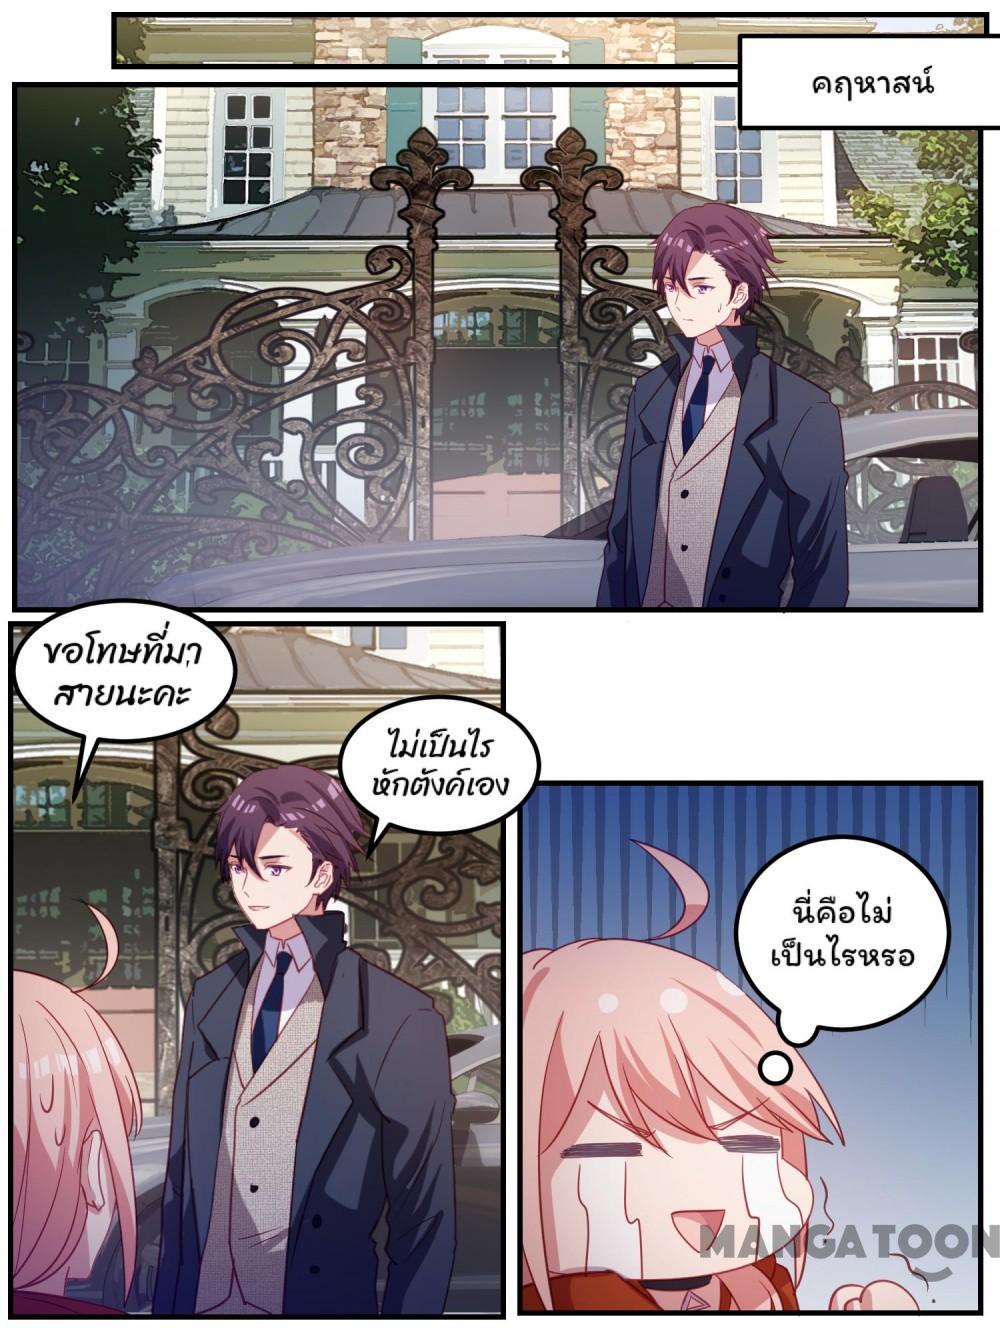 คฤหาสน์
ขอโทษที่มา
สายนะคะ
ไม่เป็นไร
หักตังค์เอง
นี่คือไม่
เป็นไรหรอ
MANGATOON